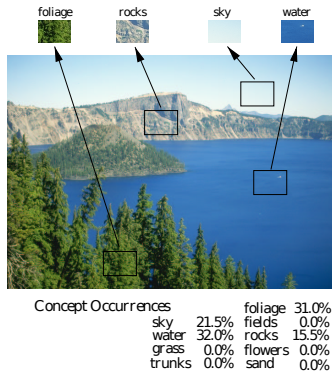 foliage rocks sky water
Concept Occurrences
foliage 31.0%
sky 21.5% fields 0.0%
water 32.0% rocks 15.5%
grass 0.0% flowers 0.0%
trunks 0.0% sand 0.0%